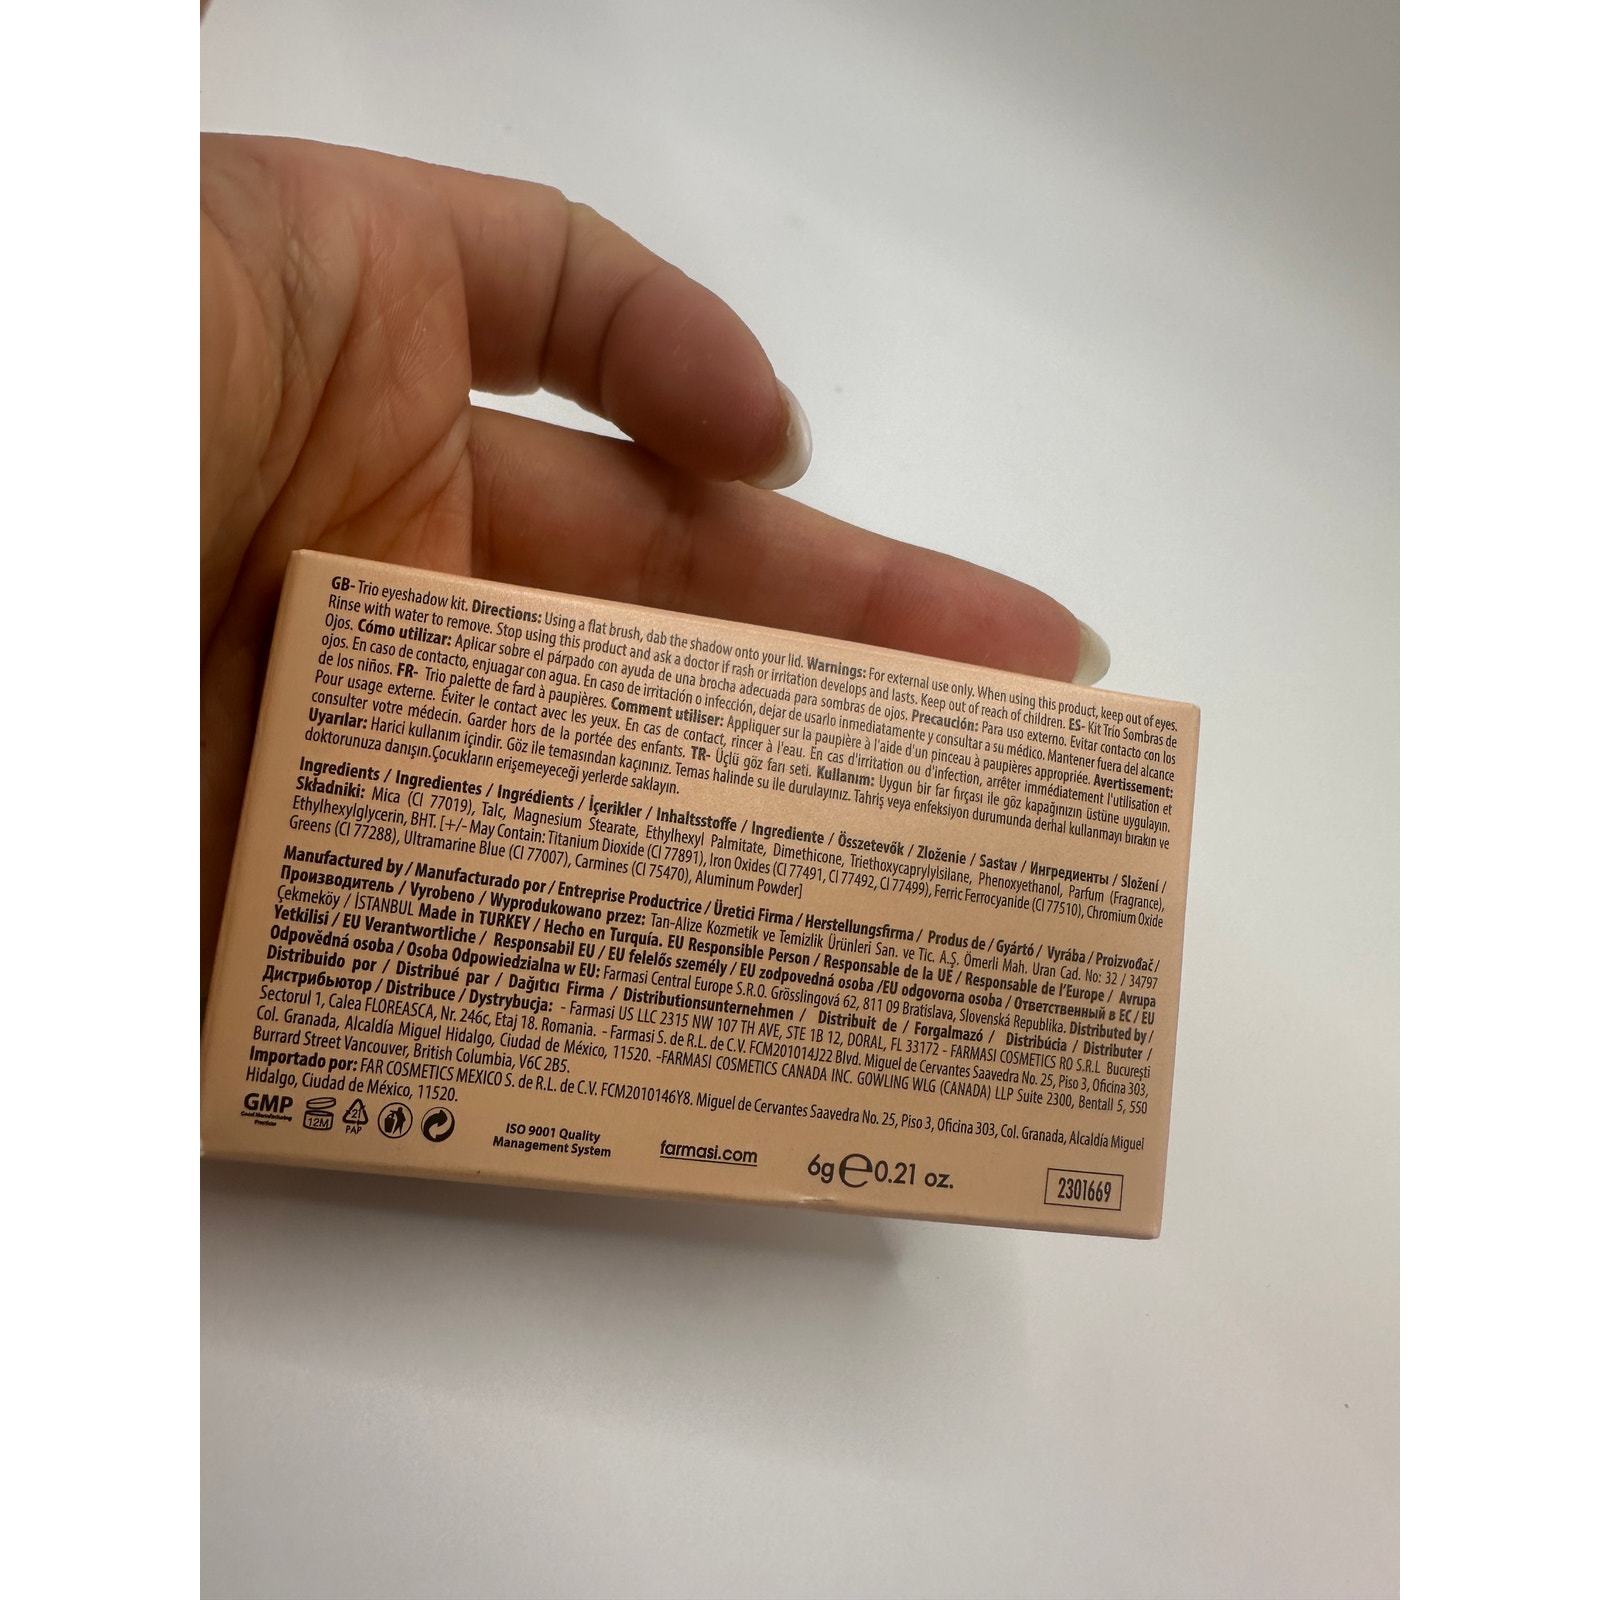 GB- Trio eyeshadow kit. Directions: Using a flat brush, dab the shadow onto your lid. Warnings: For external use only. When using this product, keep out of eyes.
Rinse with water to remove. Stop using this product and ask a doctor if rash or irritation develops and lasts. Keep out of reach of children. ES- Kit Trío Sombras de
Ojos. Cómo utilizar: Aplicar sobre el párpado con ayuda de una brocha adecuada para sombras de ojos. Precaución: Para uso externo. Evitar contacto con los
ojos. En caso de contacto, enjuagar con agua. En caso de irritación o infección, dejar de usarlo inmediatamente y consultar a su médico. Mantener fuera del alcance
de los niños. FR- Trio palette de fard à paupières. Comment utiliser: Appliquer sur la paupière à l'aide d'un pinceau à paupières appropriée. Avertissement:
Pour usage externe. Éviter le contact avec les yeux. En cas de contact, rincer à l'eau. En cas d'irritation ou d'infection, arrêter immédiatement l'utilisation et
consulter votre médecin. Garder hors de la portée des enfants. TR- Üçlü göz farı seti. Kullanım: Uygun bir far fırçası ile göz kapağınızın üstüne uygulayın.
Uyarılar: Harici kullanım içindir. Göz ile temasından kaçınınız. Temas halinde su ile durulayınız. Tahriş veya enfeksiyon durumunda derhal kullanmayı bırakın ve
doktorunuza danışın.Çocukların erişemeyeceği yerlerde saklayın.
Ingredients / Ingredientes / Ingrédients / İçerikler / Inhaltsstoffe / Ingrediente / Összetevők / Zloženie / Sastav / Ингредиенты / Složení /
Składniki: Mica (CI 77019), Talc, Magnesium Stearate, Ethylhexyl Palmitate, Dimethicone, Triethoxycaprylylsilane, Phenoxyethanol, Parfum (Fragrance),
Ethylhexylglycerin, BHT. [+/- May Contain: Titanium Dioxide (CI 77891), Iron Oxides (CI 77491, CI 77492, CI 77499), Ferric Ferrocyanide (CI 77510), Chromium Oxide
Greens (CI 77288), Ultramarine Blue (CI 77007), Carmines (CI 75470), Aluminum Powder]
Manufactured by / Manufacturado por / Entreprise Productrice / Üretici Firma / Herstellungsfirma / Produs de / Gyártó / Vyrába / Proizvođač /
Производитель / Vyrobeno / Wyprodukowano przez: Tan-Alize Kozmetik ve Temizlik Ürünleri San. ve Tic. A.Ş. Ömerli Mah. Uran Cad. No: 32 / 34797
Çekmeköy / İSTANBUL Made in TURKEY / Hecho en Turquía. EU Responsible Person / Responsable de la UE / Responsable de l'Europe / Avrupa
Yetkilisi / EU Verantwortliche / Responsabil EU / EU felelős személy / EU zodpovedná osoba /EU odgovorna osoba / Ответственный в ЕС / EU
Odpovědná osoba / Osoba Odpowiedzialna w EU: Farmasi Central Europe S.R.O. Grösslingová 62, 811 09 Bratislava, Slovenská Republika. Distributed by /
Distribuido por / Distribué par / Dağıtıcı Firma / Distributionsunternehmen / Distribuit de / Forgalmazó / Distribúcia / Distributer /
Дистрибьютор / Distribuce / Dystrybucja: - Farmasi US LLC 2315 NW 107 TH AVE, STE 1B 12, DORAL, FL 33172 - FARMASI COSMETICS RO S.R.L București
Sectorul 1, Calea FLOREASCA, Nr. 246c, Etaj 18. Romania. - Farmasi S. de R.L. de C.V. FCM201014J22 Blvd. Miguel de Cervantes Saavedra No. 25, Piso 3, Oficina 303,
Col. Granada, Alcaldía Miguel Hidalgo, Ciudad de México, 11520. -FARMASI COSMETICS CANADA INC. GOWLING WLG (CANADA) LLP Suite 2300, Bentall 5, 550
Burrard Street Vancouver, British Columbia, V6C 2B5.
Importado por: FAR COSMETICS MEXICO S. de R.L. de C.V. FCM2010146Y8. Miguel de Cervantes Saavedra No. 25, Piso 3, Oficina 303, Col. Granada, Alcaldía Miguel
Hidalgo, Ciudad de México, 11520.
GMP
Good Manufacturing
Practices
12M
21
PAP
ISO 9001 Quality
Management System
farmasi.com
6g e 0.21 oz.
2301669